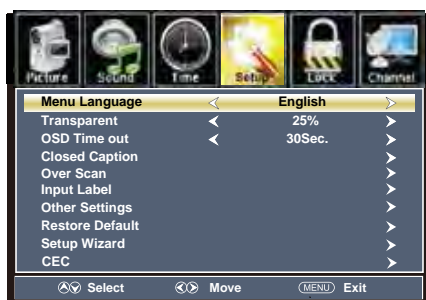 Picture Sound Time Setup Lock Channel
Menu Language English
Transparent 25%
OSD Time out 30Sec.
Closed Caption
Over Scan
Input Label
Other Settings
Restore Default
Setup Wizard
CEC
Select Move MENU Exit